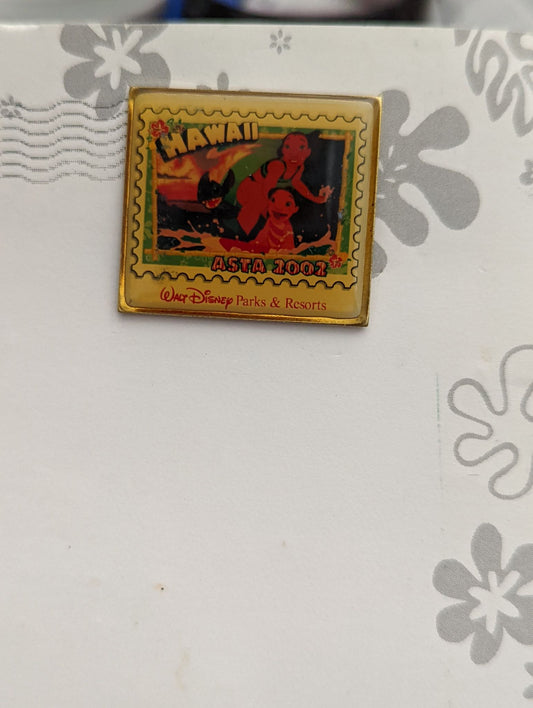 HAWAII
ASTA 2002
Walt Disney Parks & Resorts